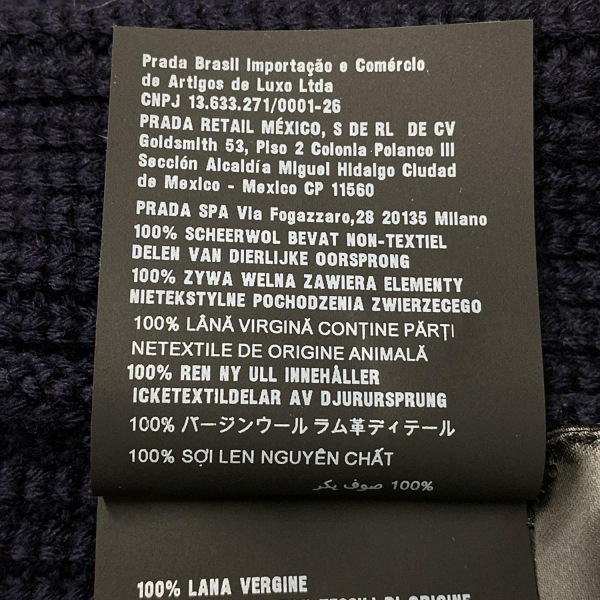 Prada Brasil Importação e Comércio
de Artigos de Luxo Ltda
CNPJ 13.633.271/0001-26
PRADA RETAIL MÉXICO, S DE RL DE CV
Goldsmith 53, Piso 2 Colonia Polanco III
Sección Alcaldía Miguel Hidalgo Ciudad
de Mexico - Mexico CP 11560
PRADA SPA Via Fogazzaro,28 20135 Milano
100% SCHEERWOL BEVAT NON-TEXTIEL
DELEN VAN DIERLIJKE OORSPRONG
100% ZYWA WELNA ZAWIERA ELEMENTY
NIETEKSTYLNE POCHODZENIA ZWIERZECEGO
100% LÂNĂ VIRGINĂ CONȚINE PĂRȚI
NETEXTILE DE ORIGINE ANIMALĂ
100% REN NY ULL INNEHÅLLER
ICKETEXTILDELAR AV DJURURSPRUNG
100% バージンウール ラム革ディテール
100% SỢI LEN NGUYÊN CHẤT
100% صوف بكر
100% LANA VERGINE
DI ORIGINE